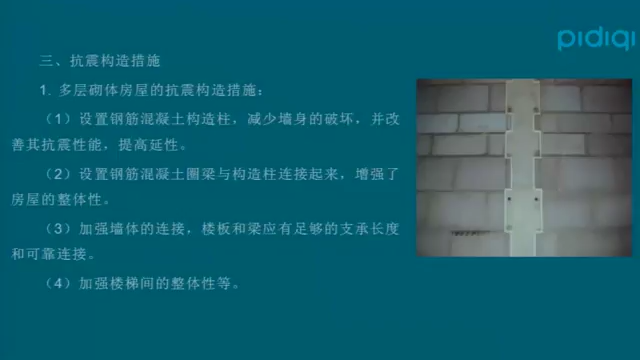 pidiqi
三、抗震构造措施
1. 多层砌体房屋的抗震构造措施：
（1）设置钢筋混凝土构造柱，减少墙身的破坏，并改
善其抗震性能，提高延性。
（2）设置钢筋混凝土圈梁与构造柱连接起来，增强了
房屋的整体性。
（3）加强墙体的连接，楼板和梁应有足够的支承长度
和可靠连接。
（4）加强楼梯间的整体性等。